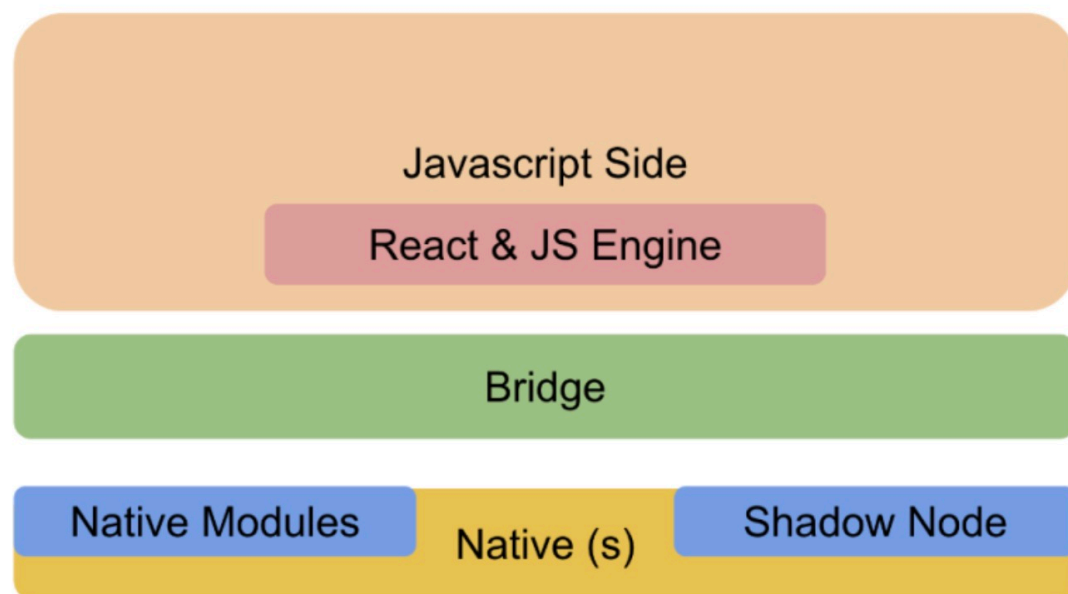 Javascript Side
React & JS Engine
Bridge
Native Modules
Native (s)
Shadow Node